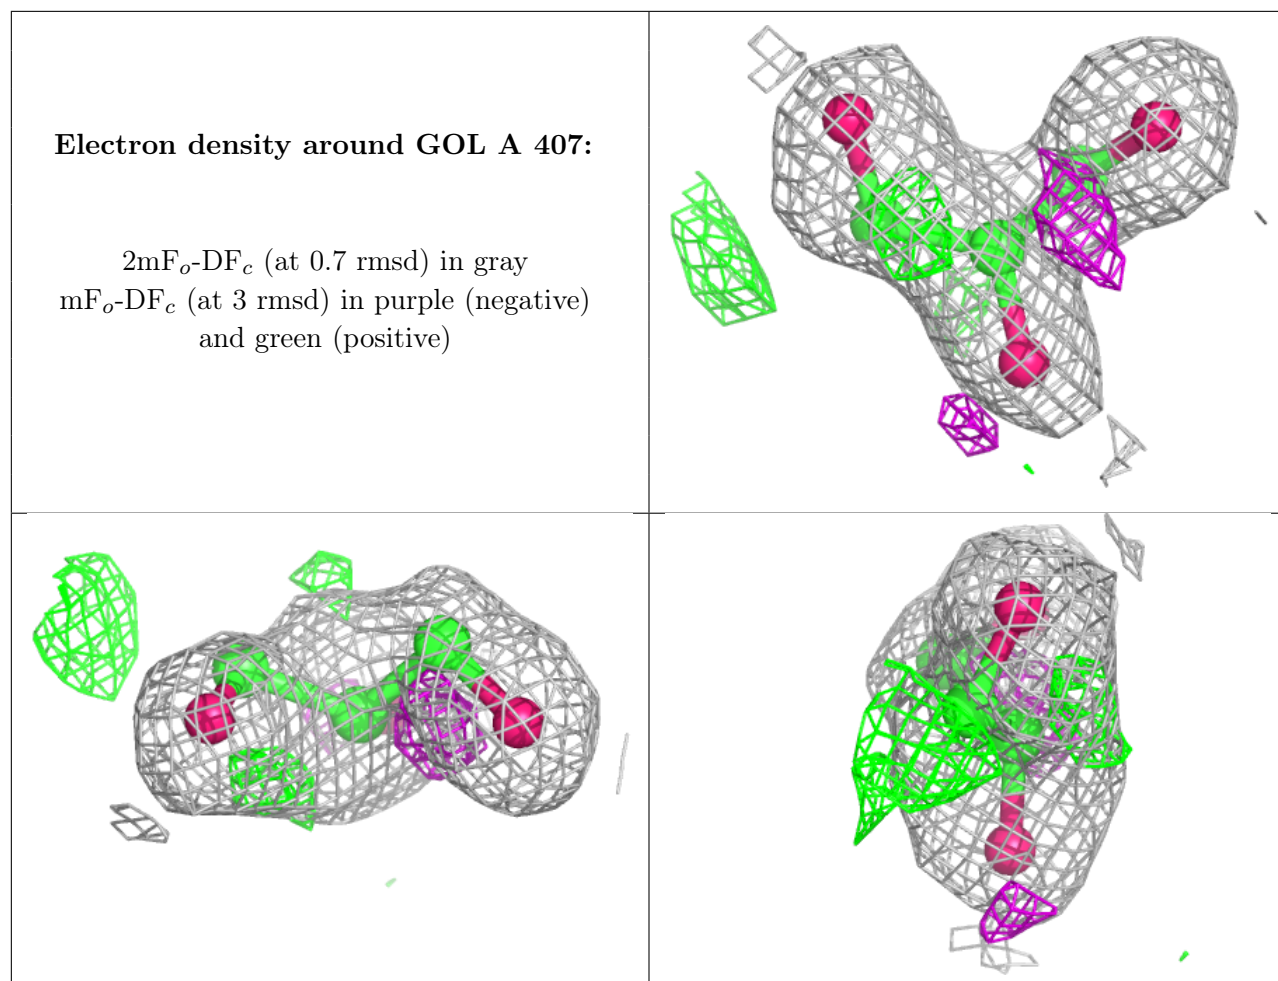 Electron density around GOL A 407:
2mFo-DFc (at 0.7 rmsd) in gray
mFo-DFc (at 3 rmsd) in purple (negative)
and green (positive)